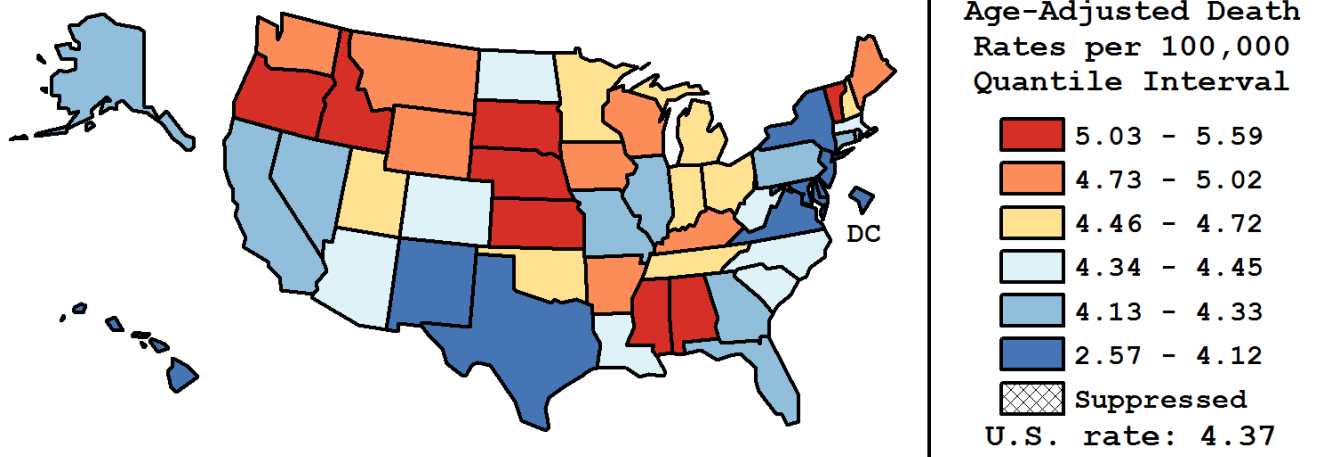 Age-Adjusted Death
Rates per 100,000
Quantile Interval
5.03 - 5.59
4.73 - 5.02
4.46 - 4.72
4.34 - 4.45
4.13 - 4.33
2.57 - 4.12
Suppressed
U.S. rate: 4.37
DC